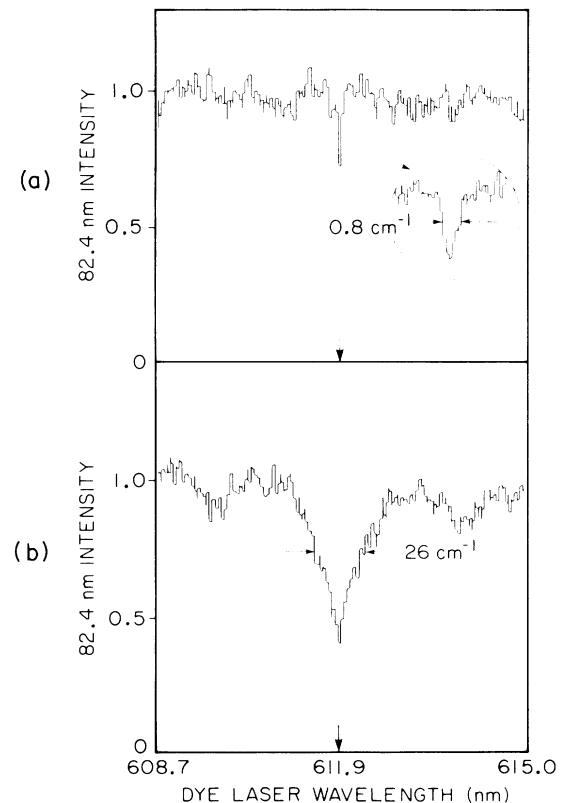 (a)
82.4 nm INTENSITY
1.0
0.5
0
0.8 cm⁻¹
(b)
82.4 nm INTENSITY
1.0
0.5
0
26 cm⁻¹
608.7 611.9 615.0
DYE LASER WAVELENGTH (nm)